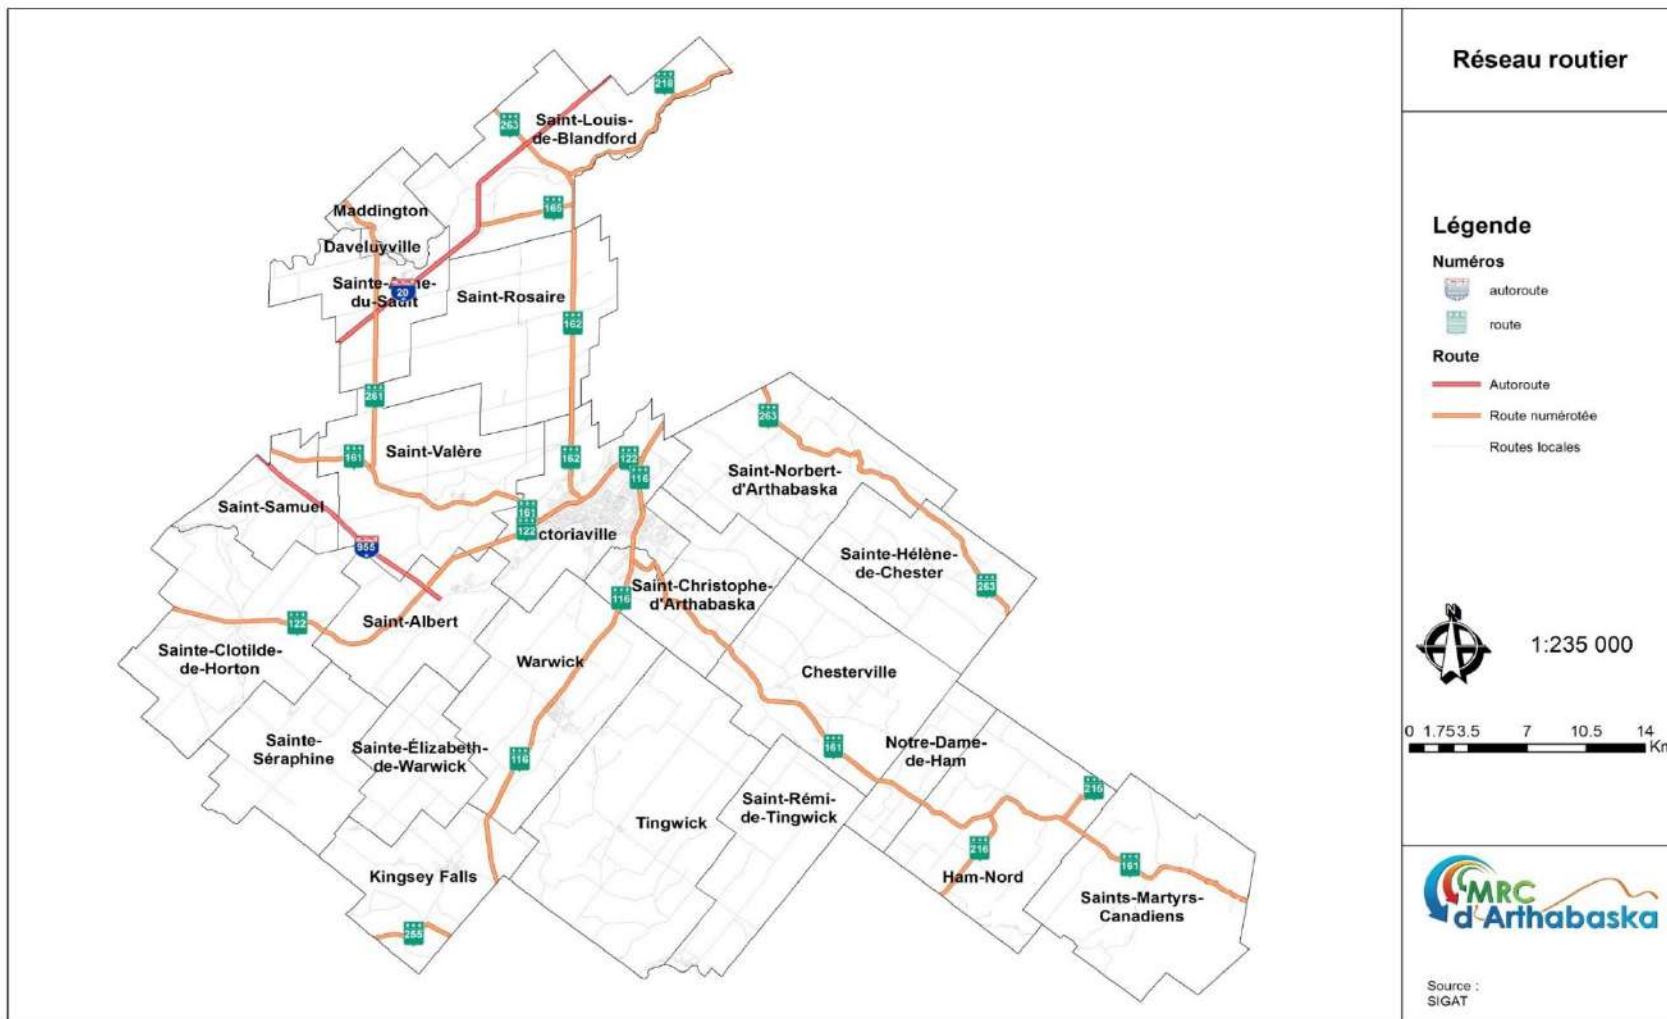 Réseau routier
Légende
Numéros
autoroute
route
Route
Autoroute
Route numérotée
Routes locales
N
1:235 000
0 1.75 3.5 7 10.5 14
Km
MRC
d'Arthabaska
Source :
SIGAT
218
263
Saint-Louis-
de-Blandford
165
Maddington
Daveluyville
Sainte-A ne-
du-Sault
20
Saint-Rosaire
162
261
263
161
Saint-Valère
162
122
116
Saint-Norbert-
d'Arthabaska
Saint-Samuel
161
122
ctoriaville
955
Sainte-Hélène-
de-Chester
263
116
Saint-Christophe-
d'Arthabaska
122
Saint-Albert
Sainte-Clotilde-
de-Horton
Warwick
Chesterville
Sainte-
Séraphine
Sainte-Élizabeth-
de-Warwick
116
161
Notre-Dame-
de-Ham
216
Saint-Rémi-
de-Tingwick
Tingwick
216
161
Kingsey Falls
Ham-Nord
Saints-Martyrs-
Canadiens
255